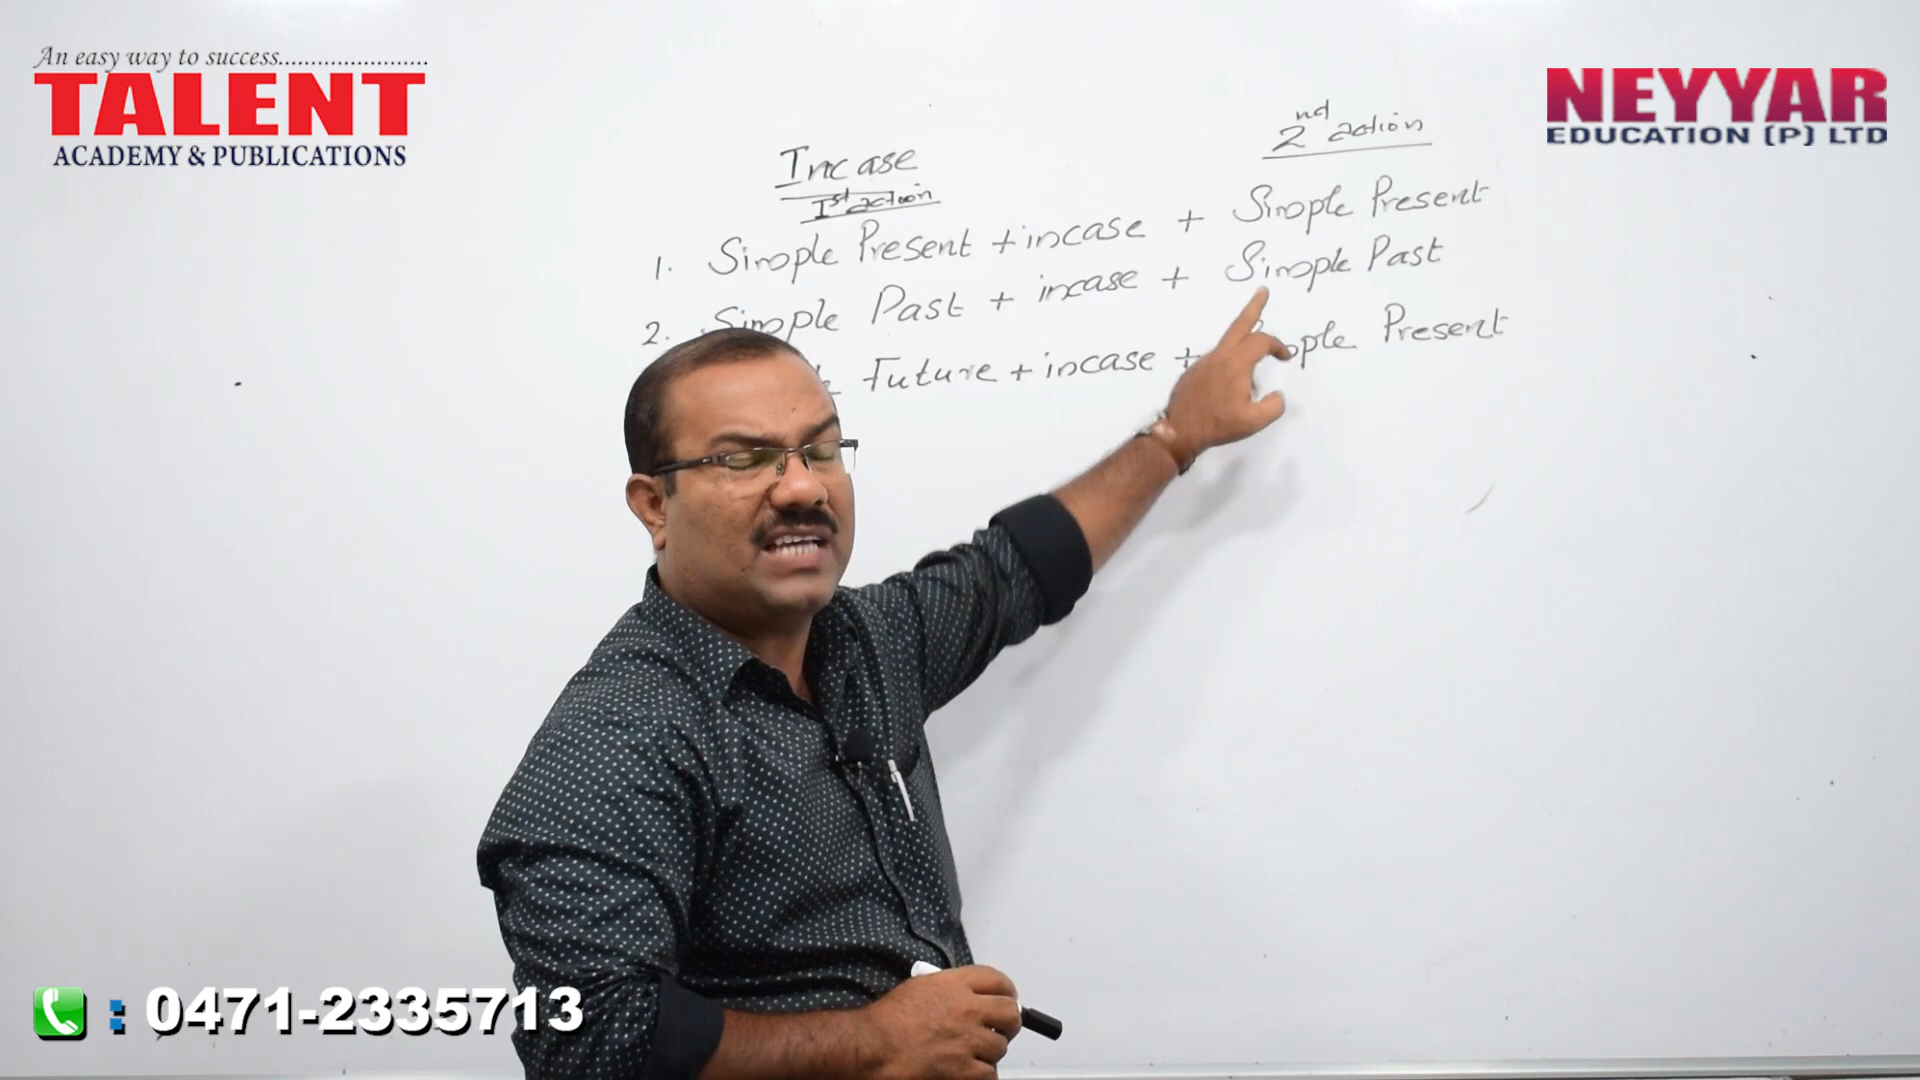 An easy way to success.......................
TALENT
ACADEMY & PUBLICATIONS
NEYYAR
EDUCATION (P) LTD
Incase
1st action
2nd action
1. Simple Present + incase + Simple Present
2. Simple Past + incase + Simple Past
Future + incase + Present
: 0471-2335713